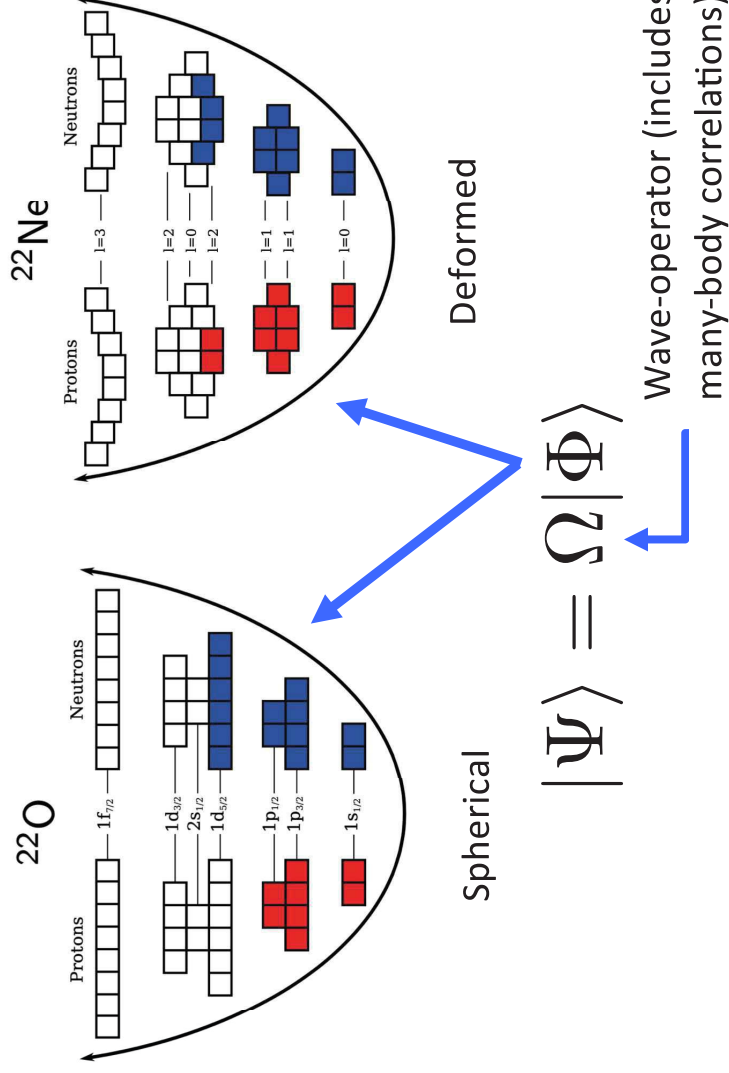 ²²O
Protons
Neutrons
1f₇/₂
1d₃/₂
2s₁/₂
1d₅/₂
1p₁/₂
1p₃/₂
1s₁/₂
Spherical
²²Ne
Protons
Neutrons
l=3
l=2
l=0
l=2
l=1
l=1
l=0
Deformed
|Ψ⟩ = Ω|Φ⟩
Wave-operator (includes
many-body correlations)